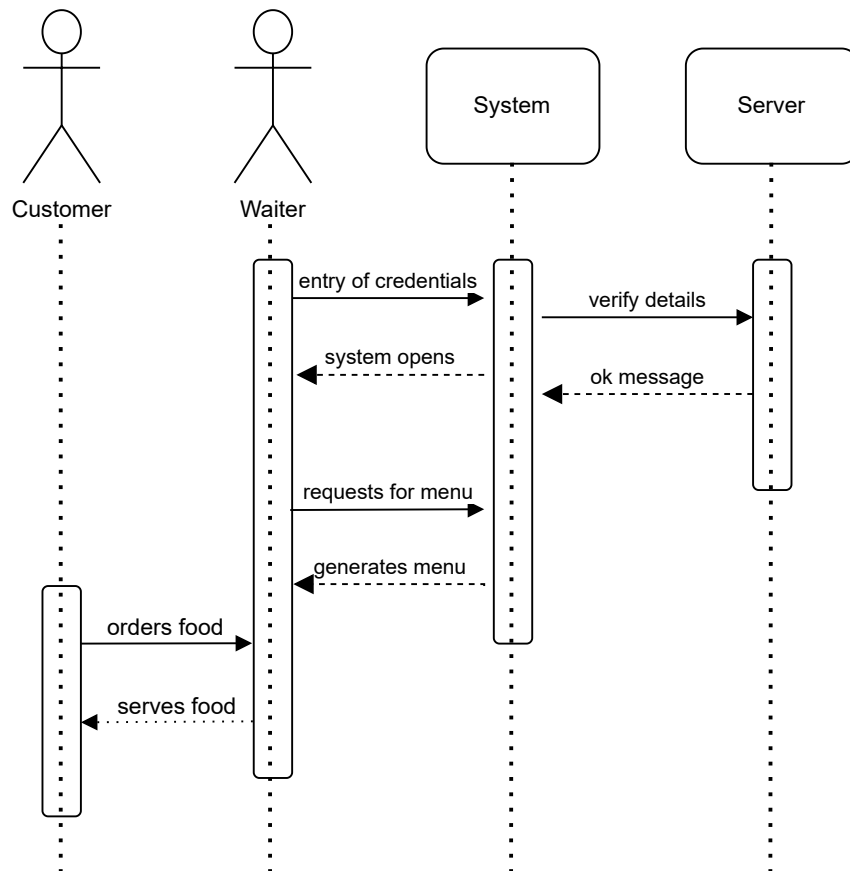 System
Server
Customer
Waiter
entry of credentials
verify details
system opens
ok message
requests for menu
generates menu
orders food
serves food